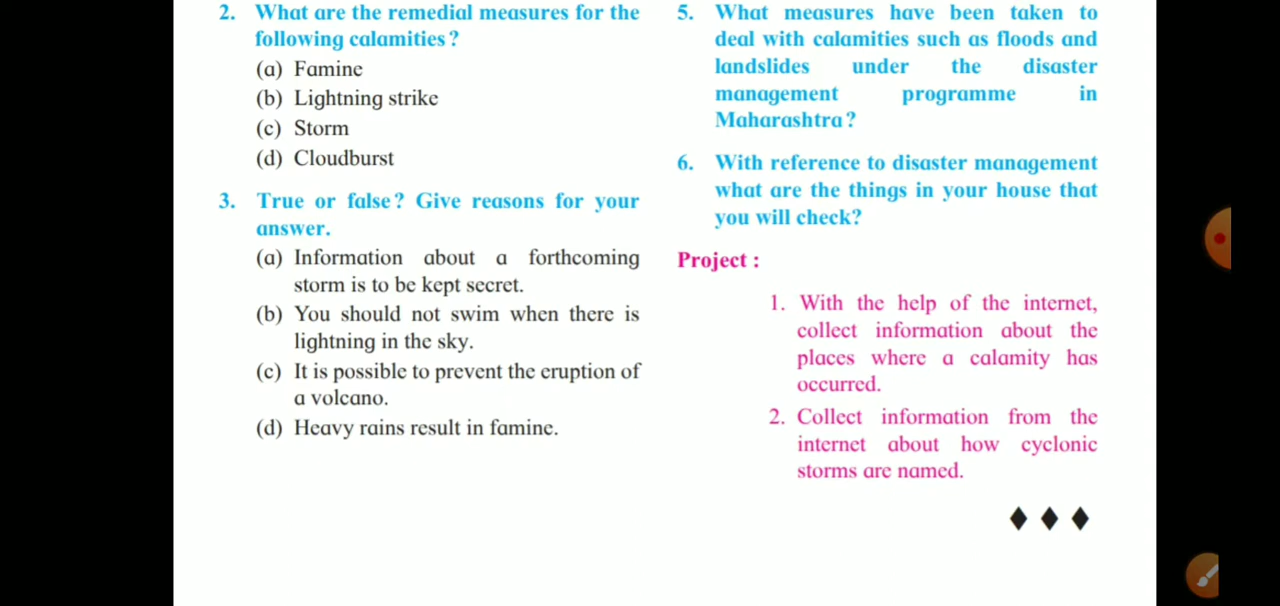 2. What are the remedial measures for the
following calamities?
(a) Famine
(b) Lightning strike
(c) Storm
(d) Cloudburst
3. True or false? Give reasons for your
answer.
(a) Information about a forthcoming
storm is to be kept secret.
(b) You should not swim when there is
lightning in the sky.
(c) It is possible to prevent the eruption of
a volcano.
(d) Heavy rains result in famine.
5. What measures have been taken to
deal with calamities such as floods and
landslides under the disaster
management programme in
Maharashtra?
6. With reference to disaster management
what are the things in your house that
you will check?
Project :
1. With the help of the internet,
collect information about the
places where a calamity has
occurred.
2. Collect information from the
internet about how cyclonic
storms are named.